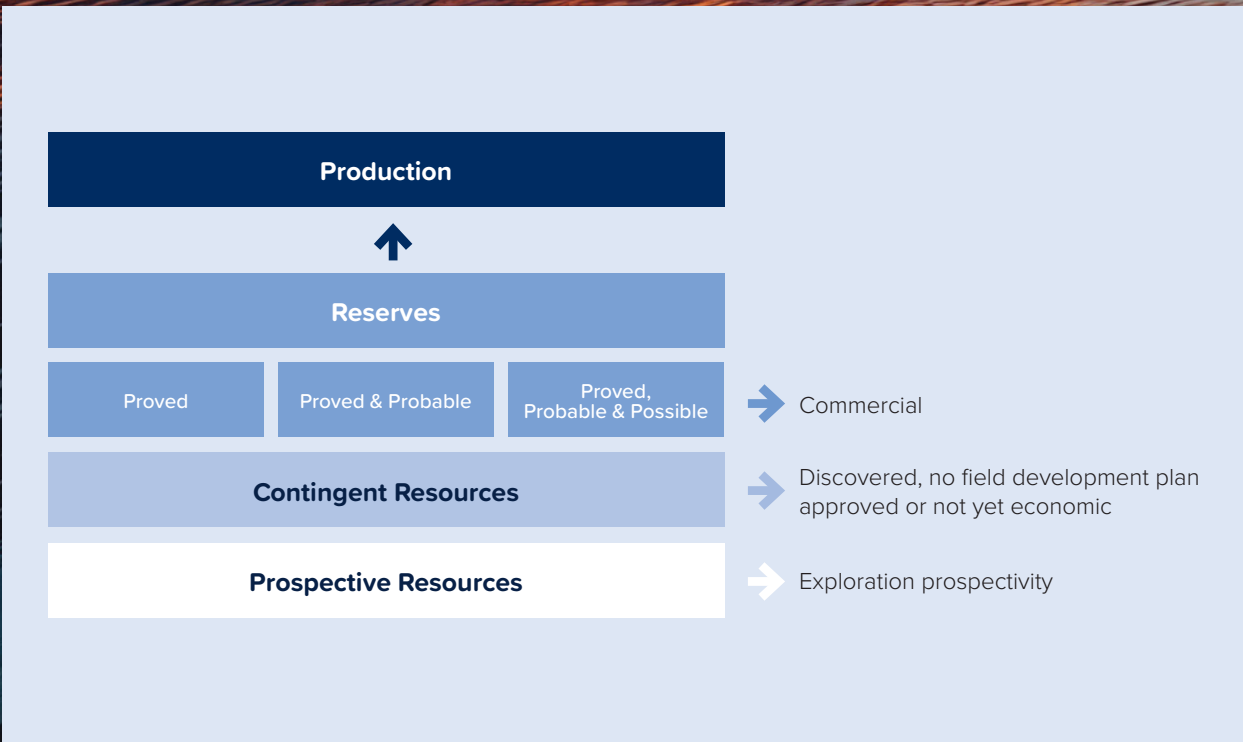 Production
Reserves
Proved
Proved & Probable
Proved,
Probable & Possible
Commercial
Contingent Resources
Discovered, no field development plan
approved or not yet economic
Prospective Resources
Exploration prospectivity